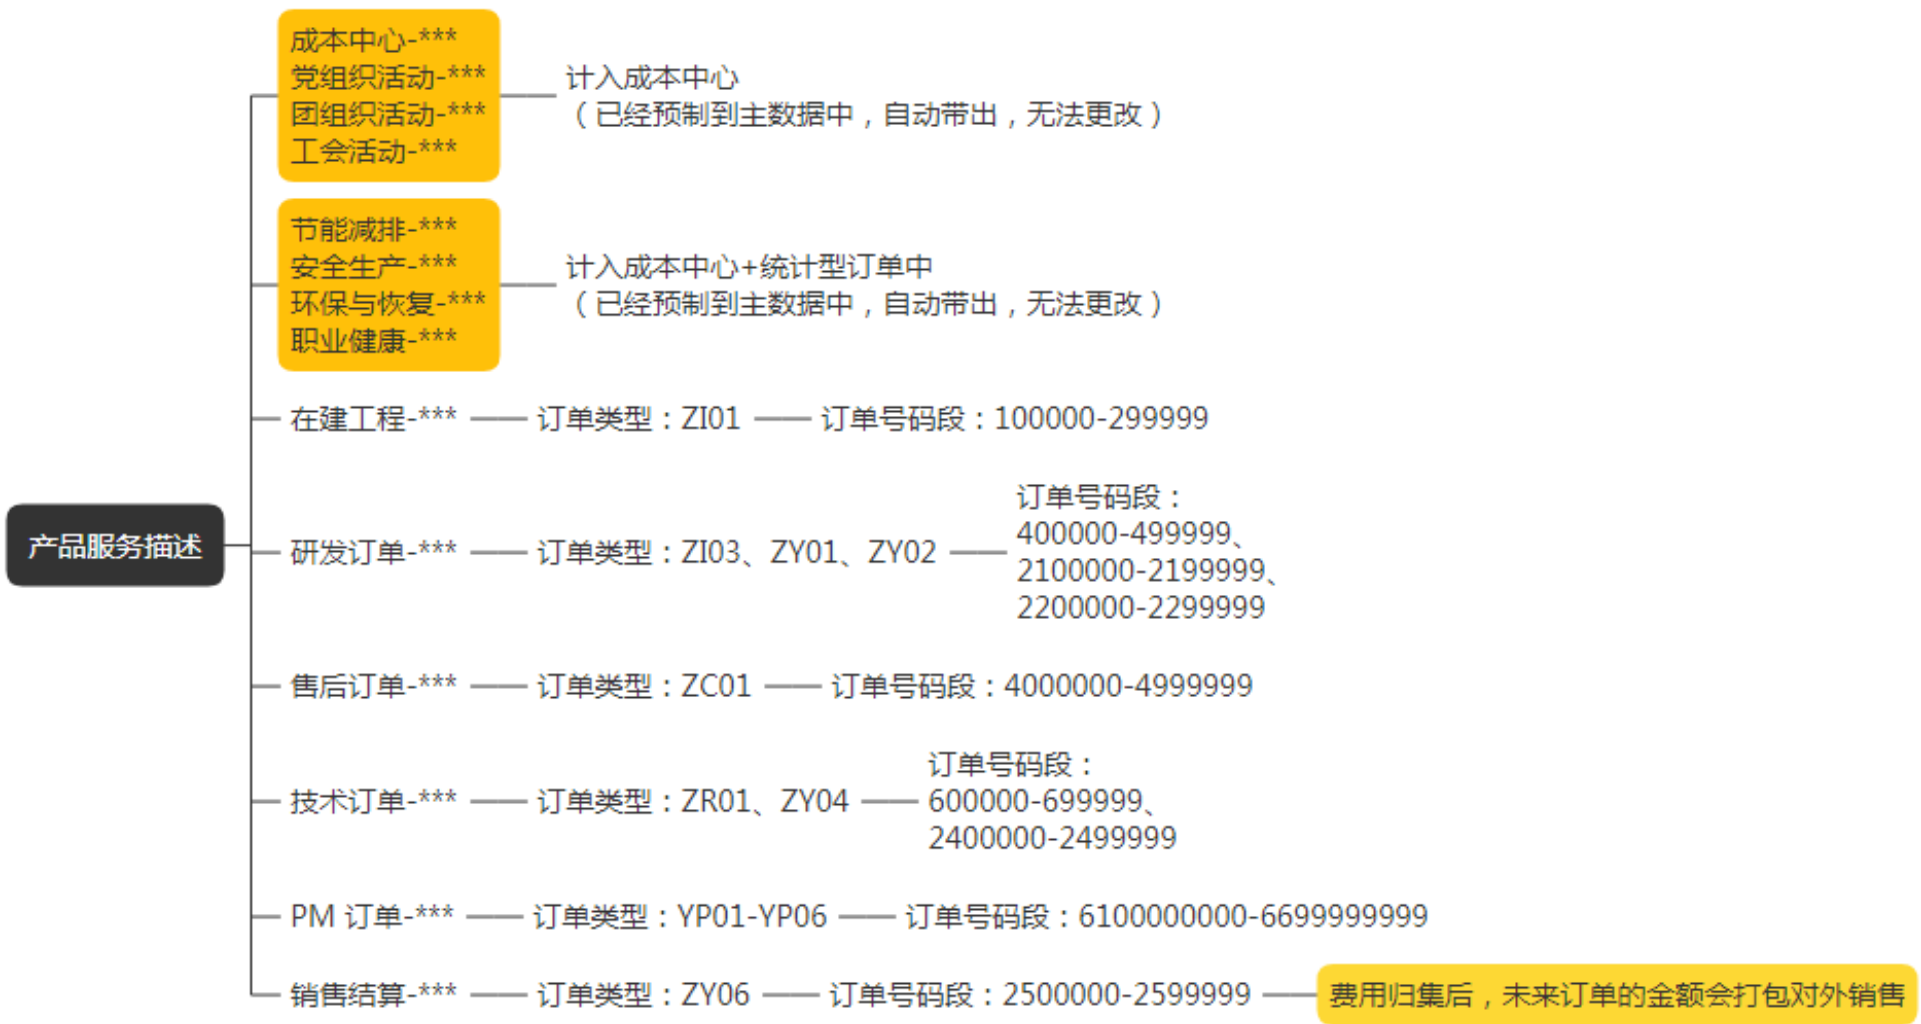 成本中心-***
党组织活动-***
团组织活动-***
工会活动-***
计入成本中心
（已经预制到主数据中，自动带出，无法更改）
节能减排-***
安全生产-***
环保与恢复-***
职业健康-***
计入成本中心+统计型订单中
（已经预制到主数据中，自动带出，无法更改）
在建工程-*** 订单类型：ZI01 订单号码段：100000-299999
产品服务描述
研发订单-*** 订单类型：ZI03、ZY01、ZY02
订单号码段：
400000-499999、
2100000-2199999、
2200000-2299999
售后订单-*** 订单类型：ZC01 订单号码段：4000000-4999999
技术订单-*** 订单类型：ZR01、ZY04
订单号码段：
600000-699999、
2400000-2499999
PM 订单-*** 订单类型：YP01-YP06 订单号码段：6100000000-6699999999
销售结算-*** 订单类型：ZY06 订单号码段：2500000-2599999 费用归集后，未来订单的金额会打包对外销售